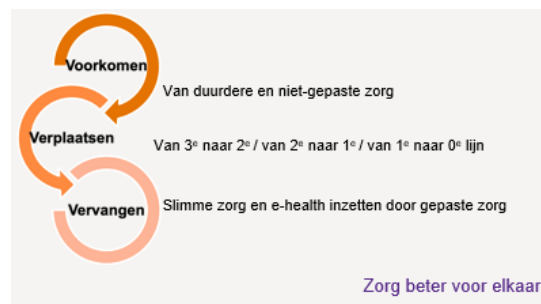 Voorkomen
Van duurdere en niet-gepaste zorg
Verplaatsen
Van 3ᵉ naar 2ᵉ / van 2ᵉ naar 1ᵉ / van 1ᵉ naar 0ᵉ lijn
Vervangen
Slimme zorg en e-health inzetten door gepaste zorg
Zorg beter voor elkaar